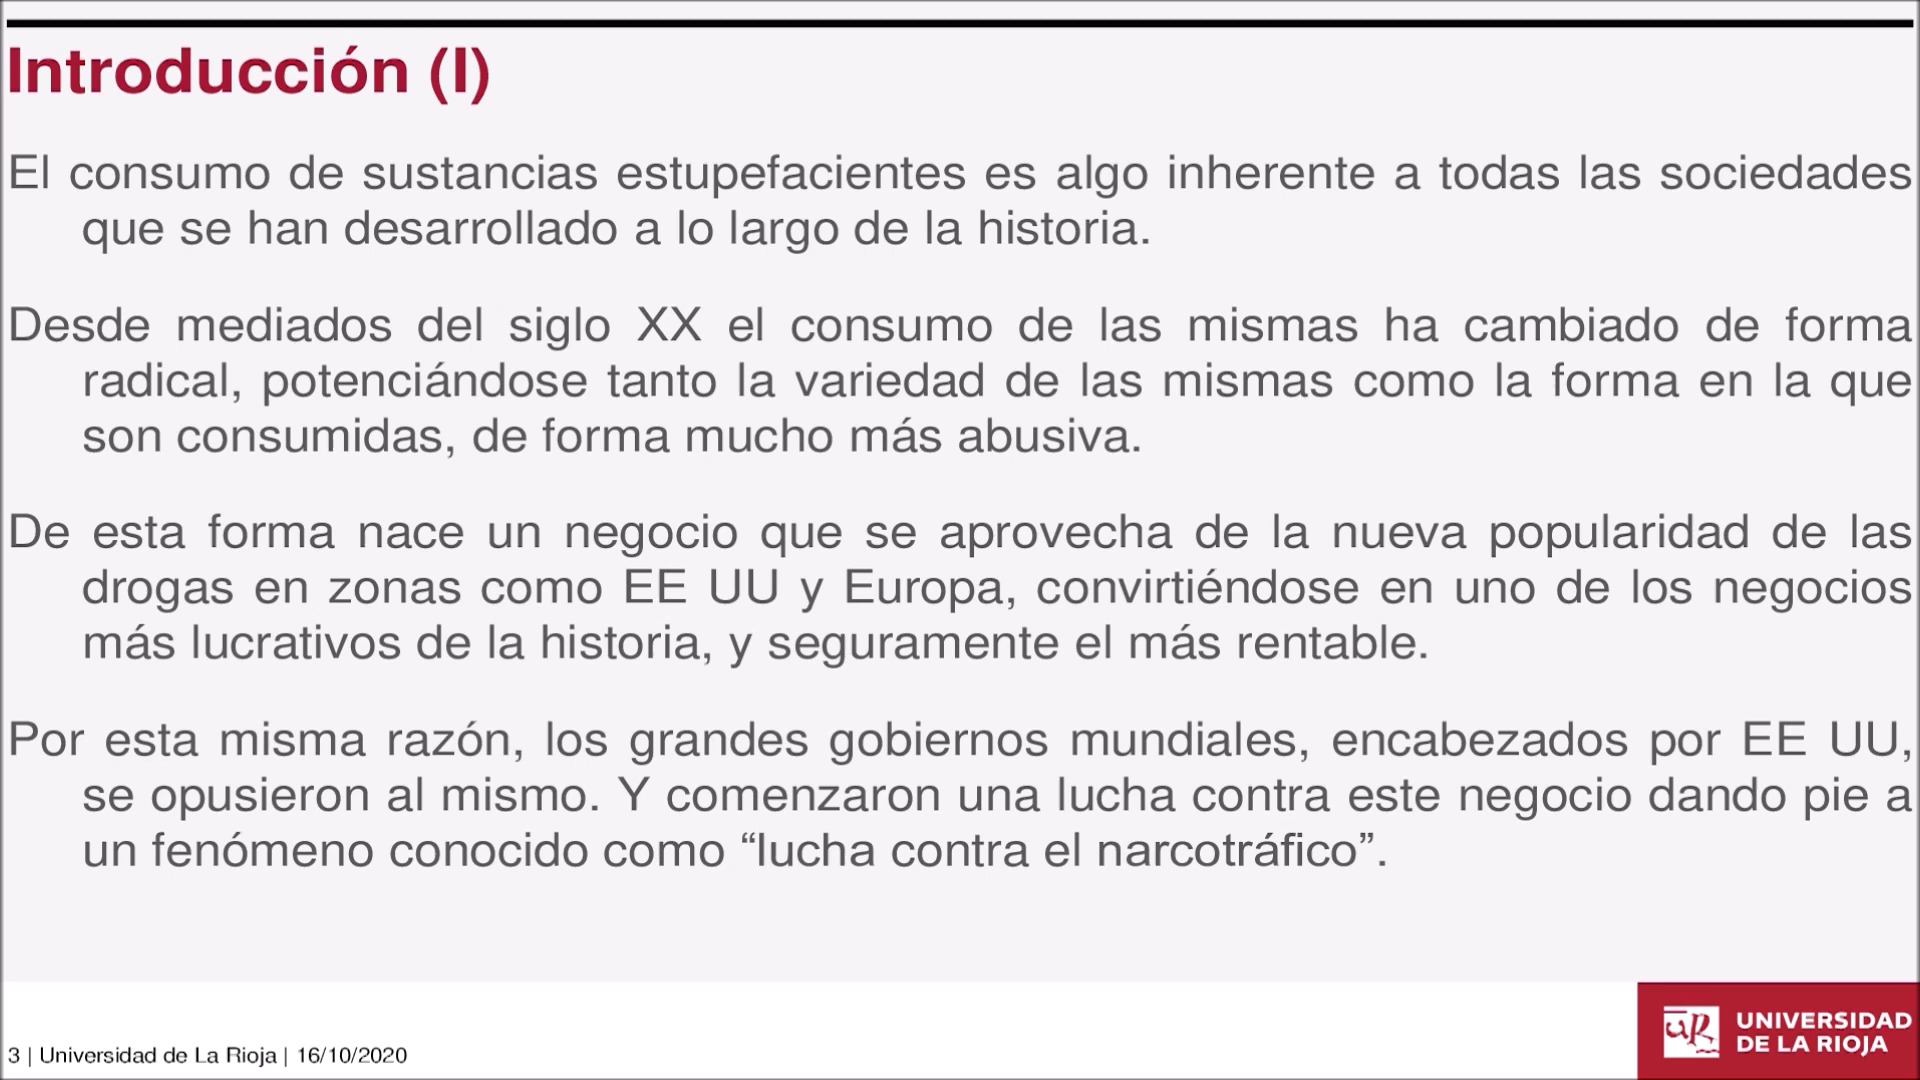 Introducción (I)
El consumo de sustancias estupefacientes es algo inherente a todas las sociedades
que se han desarrollado a lo largo de la historia.
Desde mediados del siglo XX el consumo de las mismas ha cambiado de forma
radical, potenciándose tanto la variedad de las mismas como la forma en la que
son consumidas, de forma mucho más abusiva.
De esta forma nace un negocio que se aprovecha de la nueva popularidad de las
drogas en zonas como EE UU y Europa, convirtiéndose en uno de los negocios
más lucrativos de la historia, y seguramente el más rentable.
Por esta misma razón, los grandes gobiernos mundiales, encabezados por EE UU,
se opusieron al mismo. Y comenzaron una lucha contra este negocio dando pie a
un fenómeno conocido como “lucha contra el narcotráfico”.
3 | Universidad de La Rioja | 16/10/2020
UR
UNIVERSIDAD
DE LA RIOJA